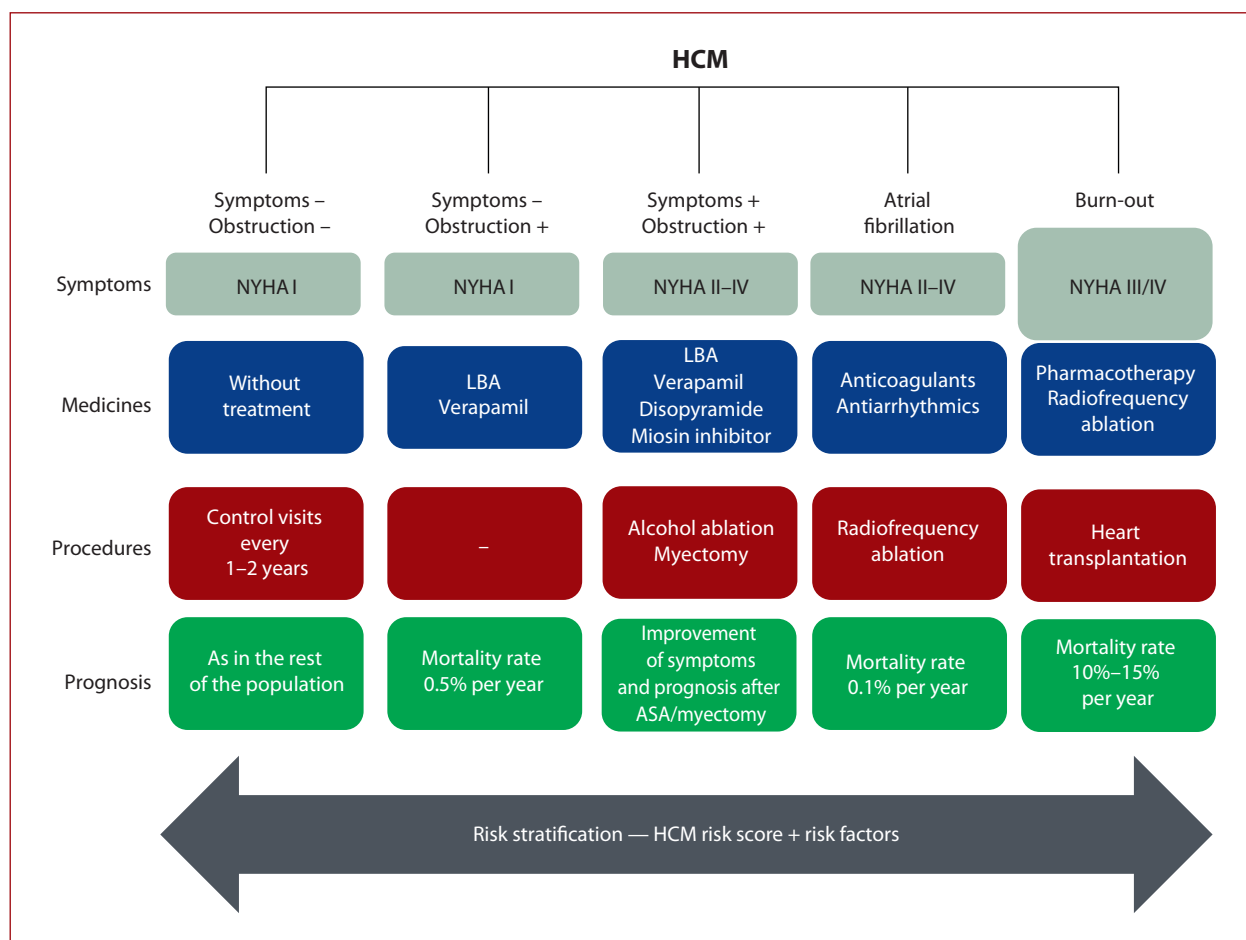 HCM
Symptoms –
Obstruction –
Symptoms –
Obstruction +
Symptoms +
Obstruction +
Atrial
fibrillation
Burn-out
Symptoms
NYHA I
NYHA I
NYHA II–IV
NYHA II–IV
NYHA III/IV
Medicines
Without
treatment
LBA
Verapamil
LBA
Verapamil
Disopyramide
Miosin inhibitor
Anticoagulants
Antiarrhythmics
Pharmacotherapy
Radiofrequency
ablation
Procedures
Control visits
every
1–2 years
–
Alcohol ablation
Myectomy
Radiofrequency
ablation
Heart
transplantation
Prognosis
As in the rest
of the population
Mortality rate
0.5% per year
Improvement
of symptoms
and prognosis after
ASA/myectomy
Mortality rate
0.1% per year
Mortality rate
10%–15%
per year
Risk stratification — HCM risk score + risk factors